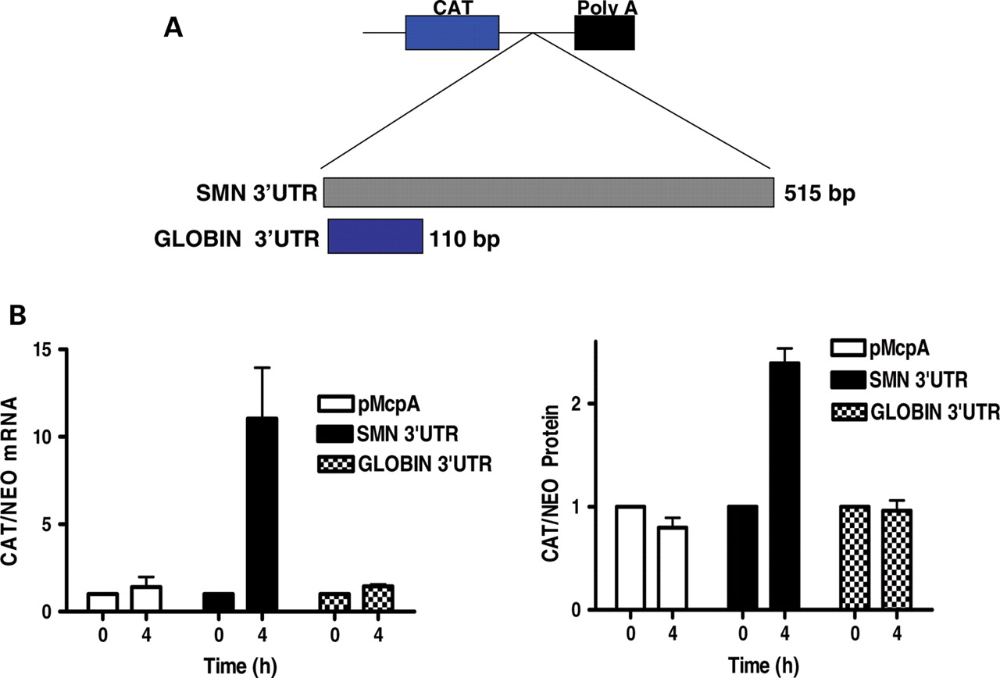 A
CAT
Poly A
SMN 3’UTR
515 bp
GLOBIN 3’UTR
110 bp
B
CAT/NEO mRNA
15
10
5
0
pMcpA
SMN 3'UTR
GLOBIN 3'UTR
0 4 0 4 0 4
Time (h)
CAT/NEO Protein
2
1
0
pMcpA
SMN 3'UTR
GLOBIN 3'UTR
0 4 0 4 0 4
Time (h)